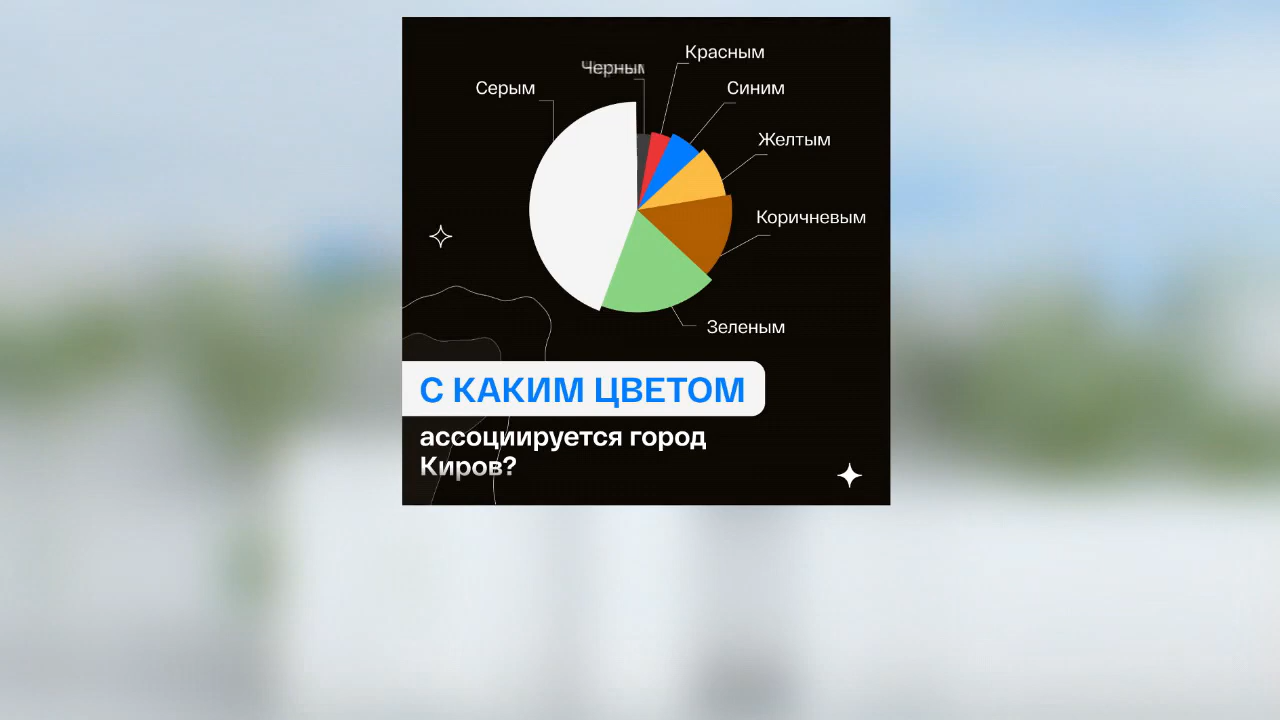 Красным
Черным
Серым
Синим
Желтым
Коричневым
Зеленым
С КАКИМ ЦВЕТОМ
ассоциируется город
Киров?